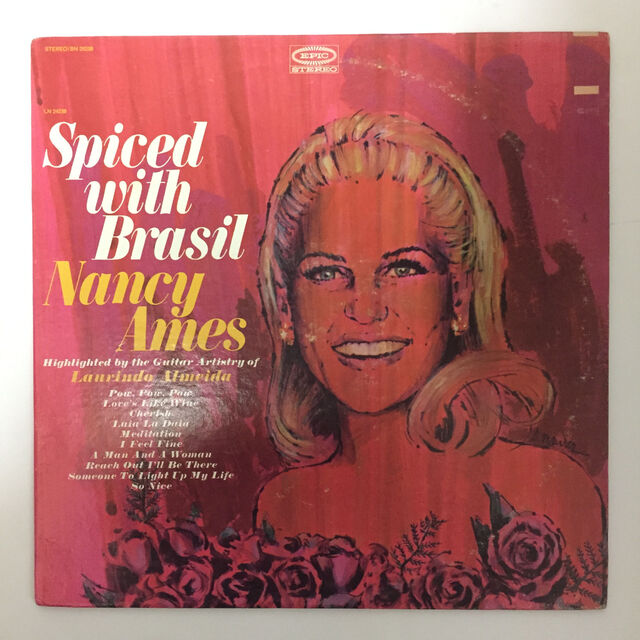 STEREO/BN 26238
EPIC
STEREO
LN 24238
Spiced
with
Brasil
Nancy
Ames
Highlighted by the Guitar Artistry of
Laurindo Almeida
Pow, Pow, Pow
Love's Like Wine
Cherish
Laia La Daia
Meditation
I Feel Fine
A Man And A Woman
Reach Out I'll Be There
Someone To Light Up My Life
So Nice